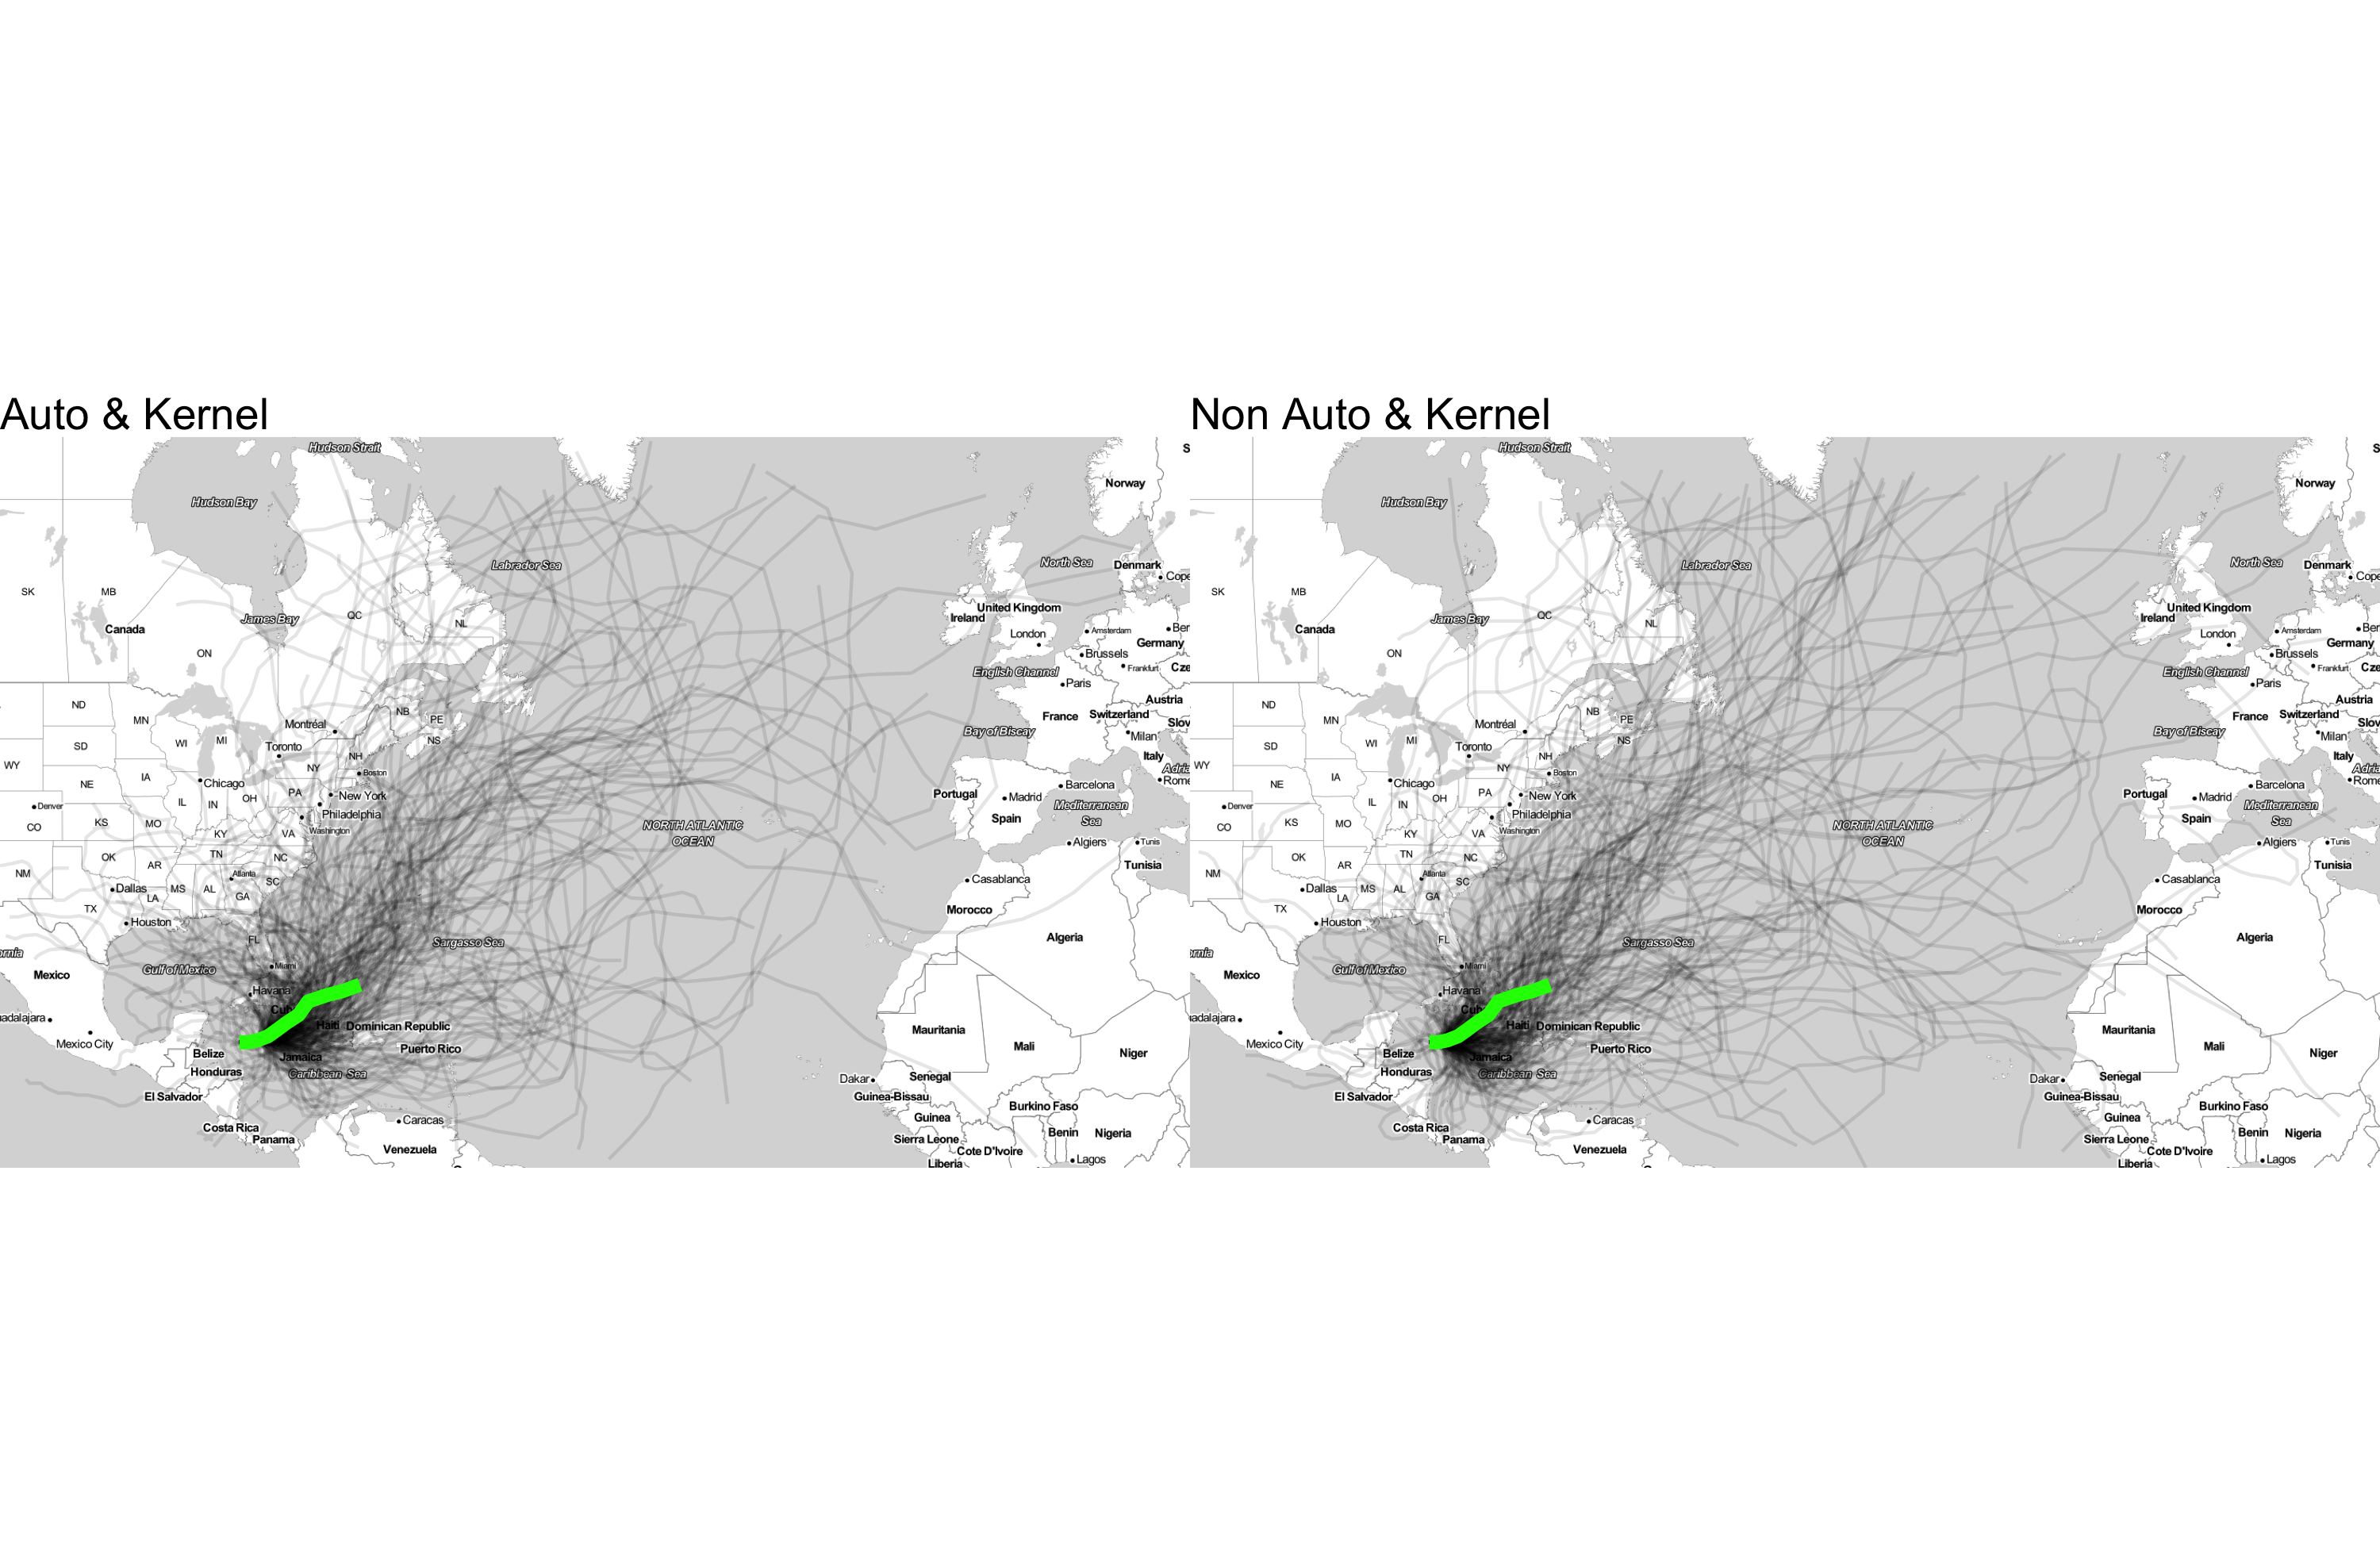 Auto & Kernel
Hudson Strait
S
Norway
Hudson Bay
Labrador Sea
North Sea
Denmark
Cope
SK
MB
Canada
James Bay
QC
NL
United Kingdom
Ireland
London
Amsterdam
Ber
Germany
Brussels
Frankfurt
Cze
ON
English Channel
Paris
Austria
ND
MN
Montréal
NB
PE
NS
France
Switzerland
Slov
SD
WI
MI
Toronto
NH
Bay of Biscay
Milan
Italy
Adria
Rome
WY
NE
IA
Chicago
NY
Boston
Barcelona
Denver
IL
IN
OH
PA
New York
Philadelphia
Portugal
Madrid
Mediterranean
Sea
CO
KS
MO
KY
VA
Washington
NORTH ATLANTIC
OCEAN
Spain
Algiers
Tunis
Tunisia
OK
AR
TN
NC
NM
Dallas
MS
AL
Atlanta
SC
GA
LA
Casablanca
TX
Houston
Morocco
FL
Sargasso Sea
Algeria
ornia
Mexico
Gulf of Mexico
Miami
Havana
Cub
uadalajara
Mexico City
Haiti
Dominican Republic
Mauritania
Mali
Niger
Belize
Jamaica
Puerto Rico
Honduras
Caribbean Sea
Dakar
Senegal
El Salvador
Guinea-Bissau
Burkino Faso
Guinea
Caracas
Costa Rica
Panama
Venezuela
Sierra Leone
Cote D'Ivoire
Benin
Nigeria
Liberia
Lagos
Non Auto & Kernel
Hudson Strait
S
Norway
Hudson Bay
Labrador Sea
North Sea
Denmark
Cope
SK
MB
Canada
James Bay
QC
NL
United Kingdom
Ireland
London
Amsterdam
Ber
Germany
Brussels
Frankfurt
Cze
ON
English Channel
Paris
Austria
ND
MN
Montréal
NB
PE
NS
France
Switzerland
Slov
SD
WI
MI
Toronto
NH
Bay of Biscay
Milan
Italy
Adria
Rome
WY
NE
IA
Chicago
NY
Boston
Barcelona
Denver
IL
IN
OH
PA
New York
Philadelphia
Portugal
Madrid
Mediterranean
Sea
CO
KS
MO
KY
VA
Washington
NORTH ATLANTIC
OCEAN
Spain
Algiers
Tunis
Tunisia
OK
AR
TN
NC
NM
Dallas
MS
AL
Atlanta
SC
GA
LA
Casablanca
TX
Houston
Morocco
FL
Sargasso Sea
Algeria
ornia
Mexico
Gulf of Mexico
Miami
Havana
Cub
uadalajara
Mexico City
Haiti
Dominican Republic
Mauritania
Mali
Niger
Belize
Jamaica
Puerto Rico
Honduras
Caribbean Sea
Dakar
Senegal
El Salvador
Guinea-Bissau
Burkino Faso
Guinea
Caracas
Costa Rica
Panama
Venezuela
Sierra Leone
Cote D'Ivoire
Benin
Nigeria
Liberia
Lagos